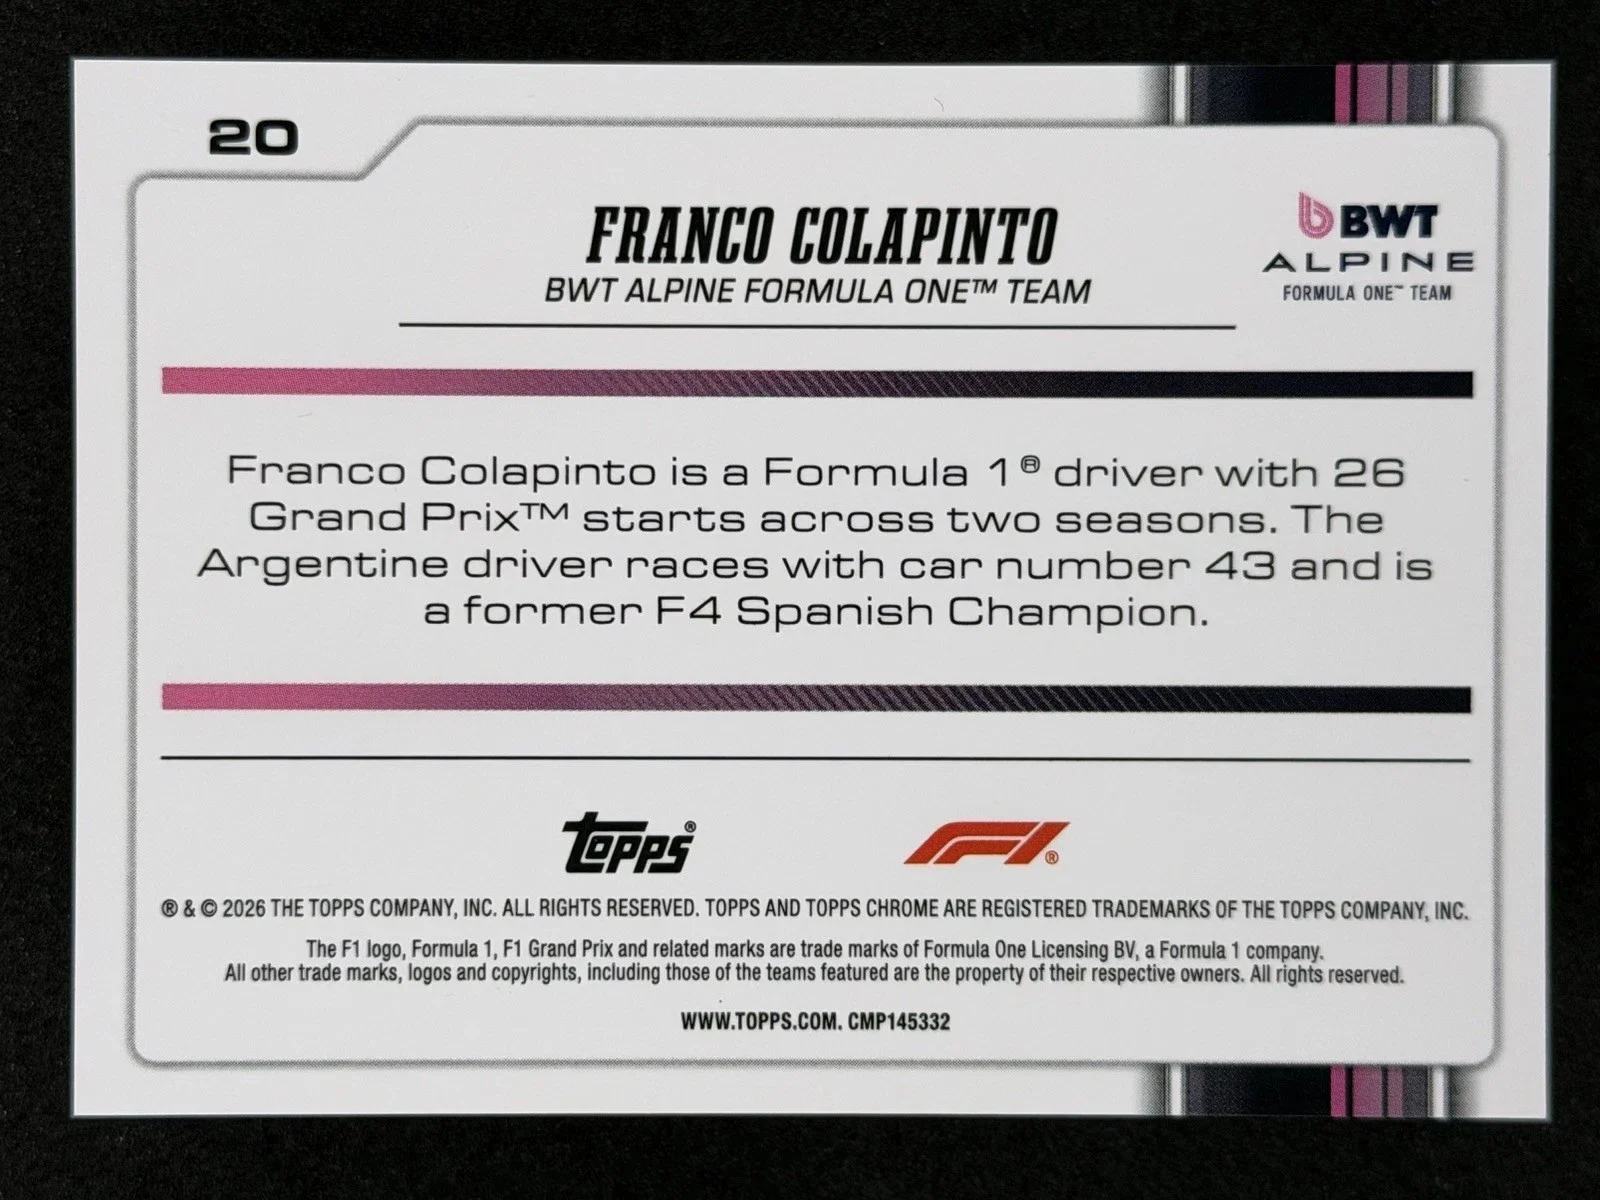 20
FRANCO COLAPINTO
BWT ALPINE FORMULA ONE™ TEAM
BWT
ALPINE
FORMULA ONE™ TEAM
Franco Colapinto is a Formula 1® driver with 26
Grand Prix™ starts across two seasons. The
Argentine driver races with car number 43 and is
a former F4 Spanish Champion.
Topps®
F1®
® & © 2026 THE TOPPS COMPANY, INC. ALL RIGHTS RESERVED. TOPPS AND TOPPS CHROME ARE REGISTERED TRADEMARKS OF THE TOPPS COMPANY, INC.
The F1 logo, Formula 1, F1 Grand Prix and related marks are trade marks of Formula One Licensing BV, a Formula 1 company.
All other trade marks, logos and copyrights, including those of the teams featured are the property of their respective owners. All rights reserved.
WWW.TOPPS.COM. CMP145332